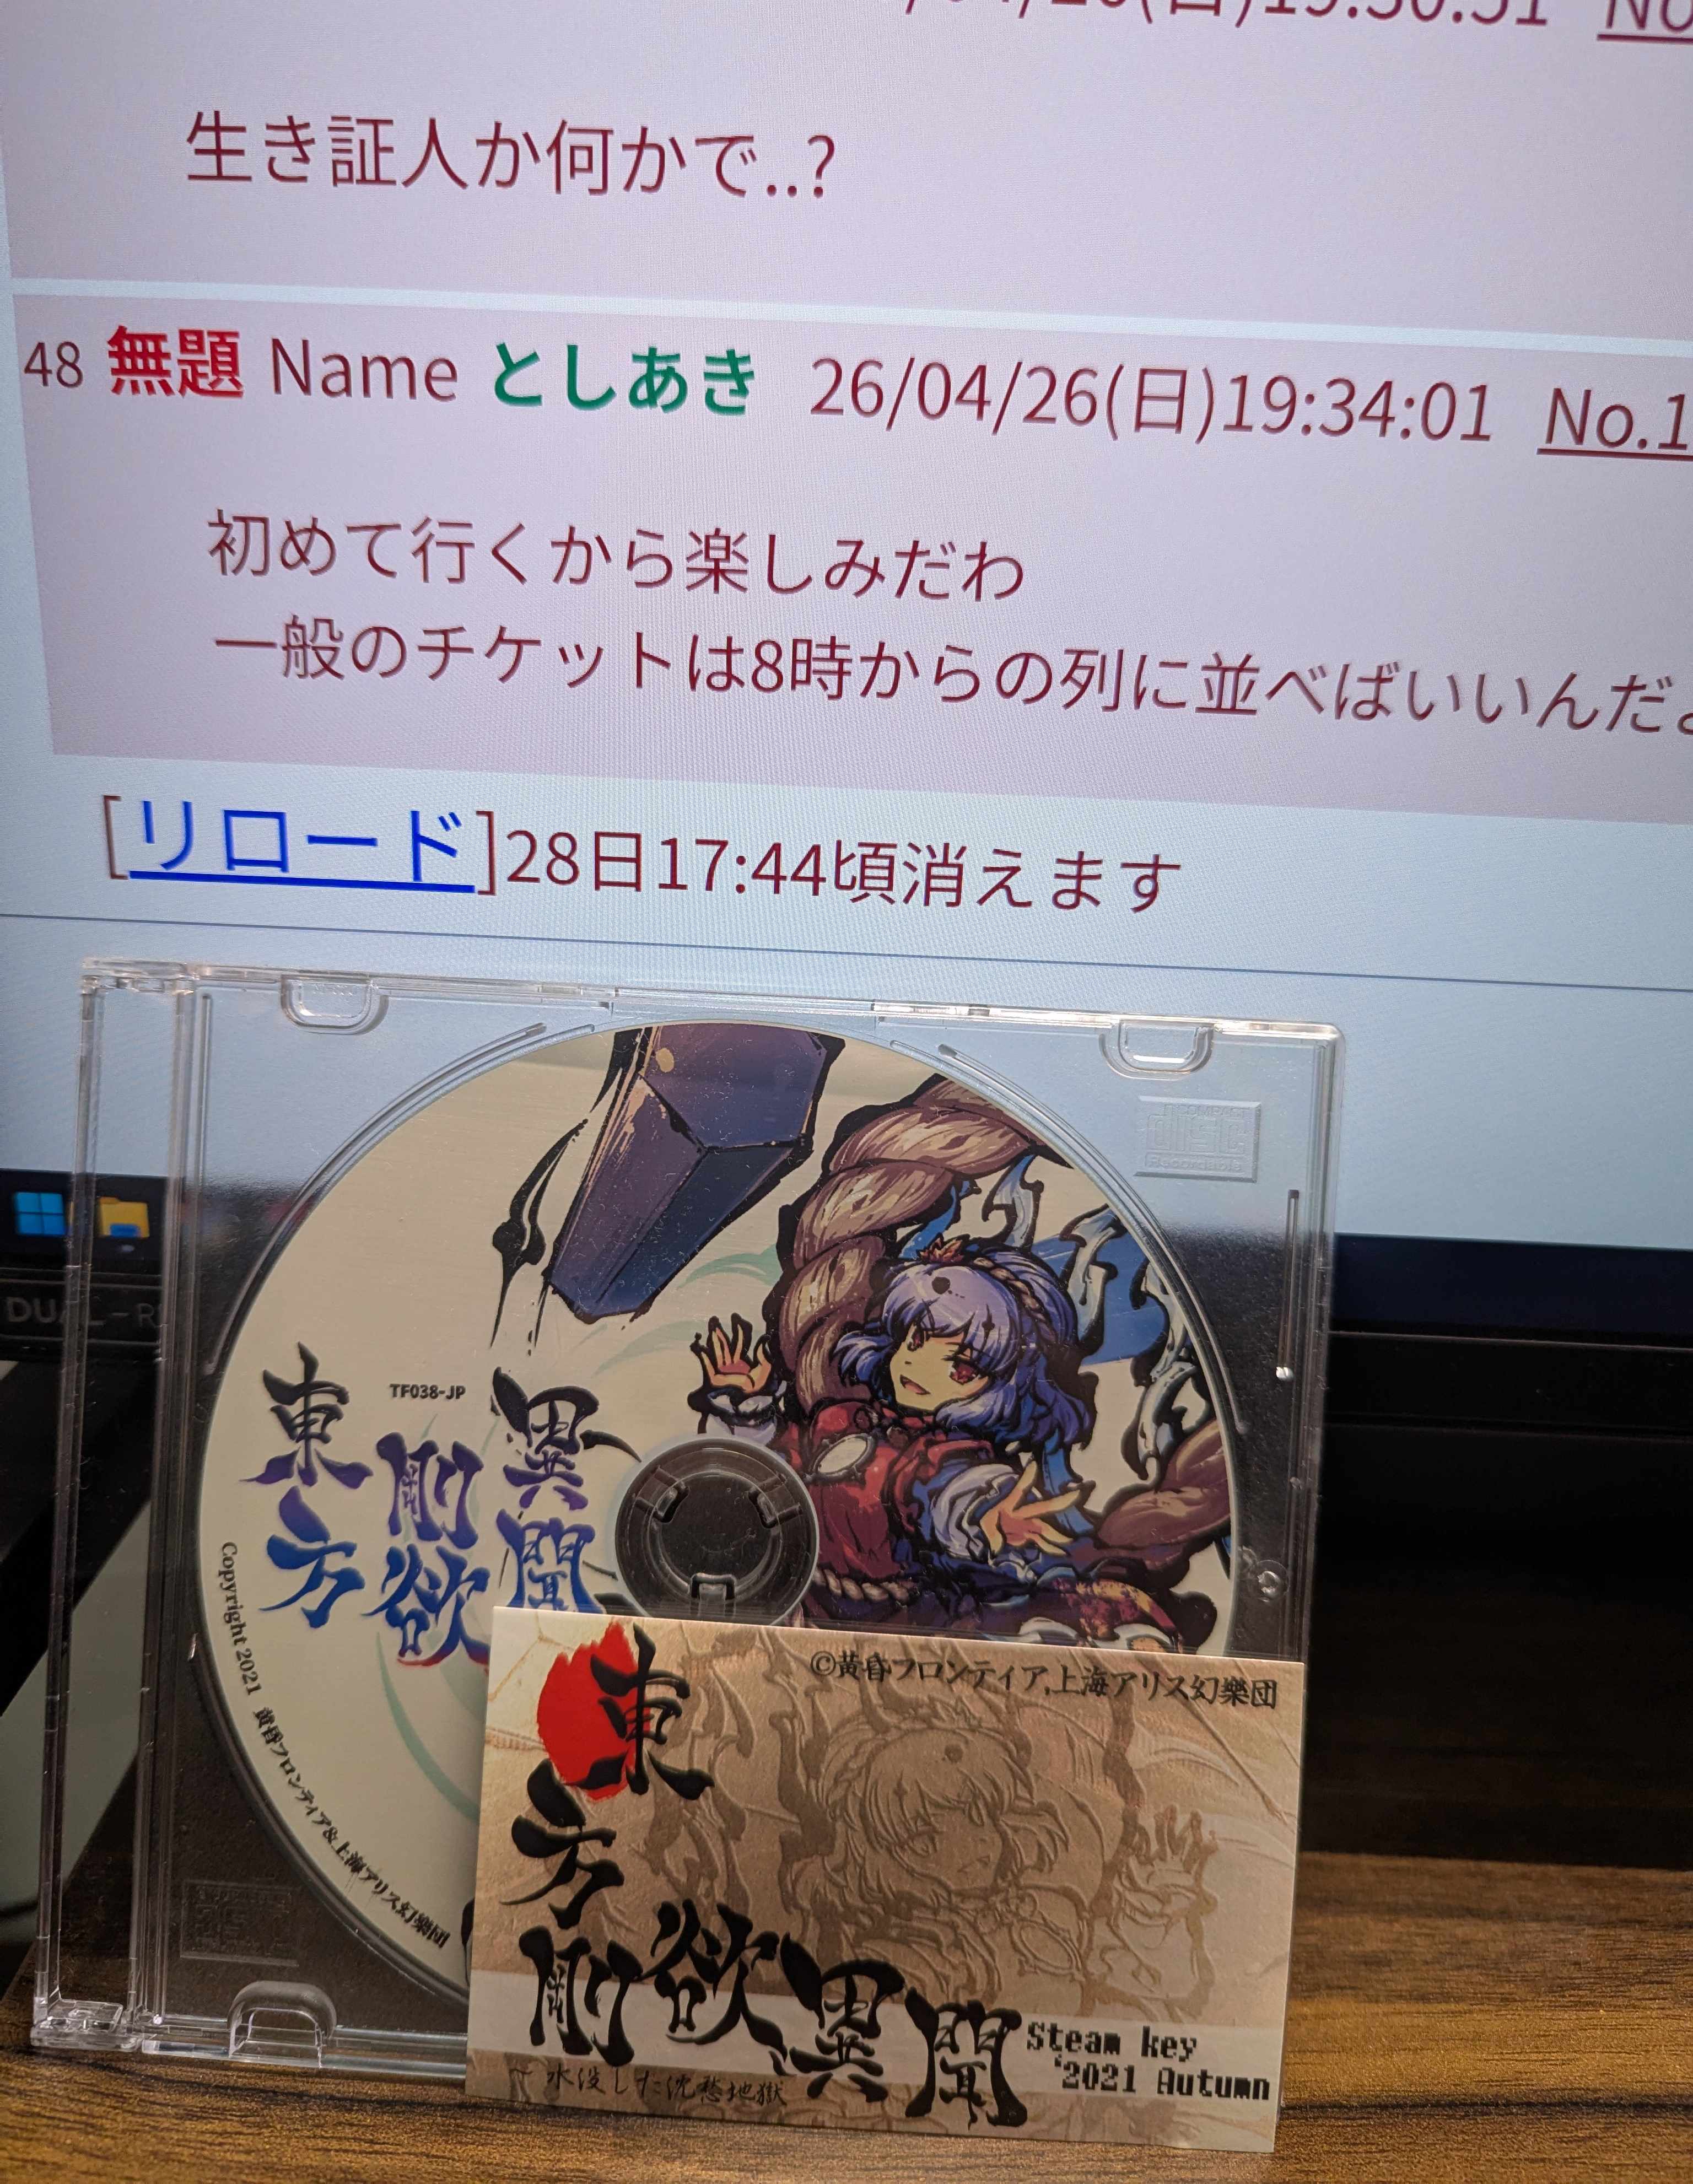 生き証人か何かで..?
48 無題 Name としあき 26/04/26(日)19:34:01 No.1
初めて行くから楽しみだわ
一般のチケットは8時からの列に並べばいいんだよ
[リロード]28日17:44頃消えます
COMPACT
disc
Recordable
TF038-JP
東方
剛欲
異聞
Copyright 2021 黄昏フロンティア&上海アリス幻樂団
©黄昏フロンティア,上海アリス幻樂団
東方
剛欲異聞
～水没した沈愁地獄
Steam key
'2021 Autumn